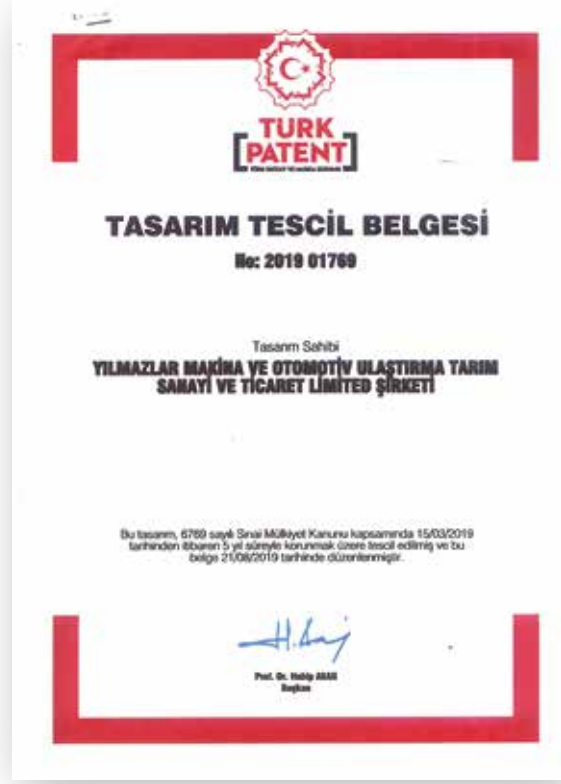 TÜRK
PATENT
TASARIM TESCİL BELGESİ
No: 2019 01769
Tasarım Sahibi
YILMAZLAR MAKİNA VE OTOMOTİV ULAŞTIRMA TARIM
SANAYİ VE TİCARET LİMİTED ŞİRKETİ
Bu tasarım, 6769 sayılı Sınai Mülkiyet Kanunu kapsamında 15/03/2019
tarihinden itibaren 5 yıl süreyle korunmak üzere tescil edilmiş ve bu
belge 21/08/2019 tarihinde düzenlenmiştir.
Prof. Dr. Habip ASAN
Başkan